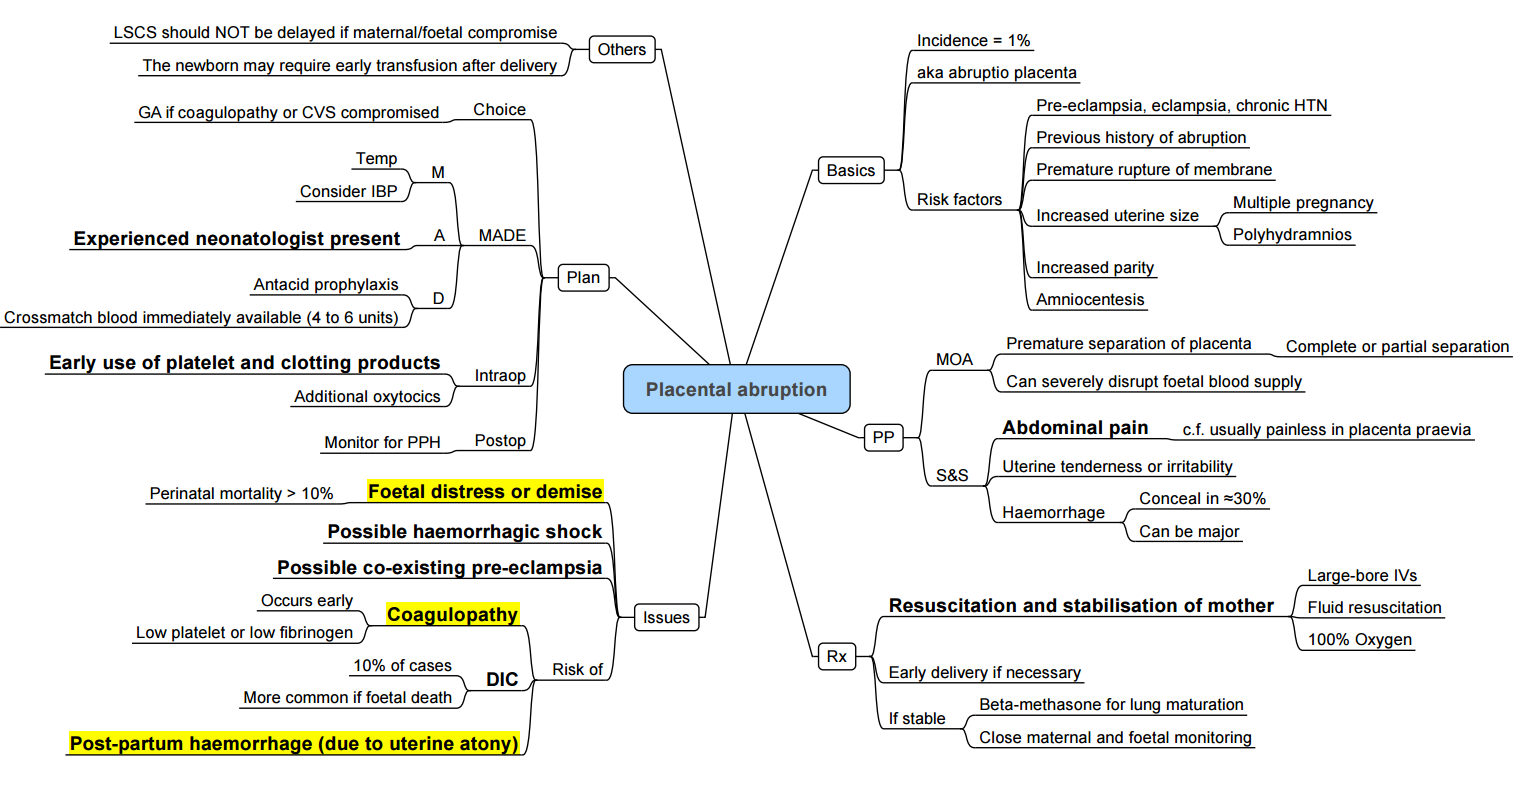 Placental abruption
Basics
Incidence = 1%
aka abruptio placenta
Risk factors
Pre-eclampsia, eclampsia, chronic HTN
Previous history of abruption
Premature rupture of membrane
Increased uterine size
Multiple pregnancy
Polyhydramnios
Increased parity
Amniocentesis
PP
MOA
Premature separation of placenta
Complete or partial separation
Can severely disrupt foetal blood supply
S&S
Abdominal pain
c.f. usually painless in placenta praevia
Uterine tenderness or irritability
Haemorrhage
Conceal in ≈30%
Can be major
Rx
Resuscitation and stabilisation of mother
Large-bore IVs
Fluid resuscitation
100% Oxygen
Early delivery if necessary
If stable
Beta-methasone for lung maturation
Close maternal and foetal monitoring
Others
LSCS should NOT be delayed if maternal/foetal compromise
The newborn may require early transfusion after delivery
Plan
Choice
GA if coagulopathy or CVS compromised
MADE
M
Temp
Consider IBP
A
Experienced neonatologist present
D
Antacid prophylaxis
Crossmatch blood immediately available (4 to 6 units)
Intraop
Early use of platelet and clotting products
Additional oxytocics
Postop
Monitor for PPH
Issues
Foetal distress or demise
Perinatal mortality > 10%
Possible haemorrhagic shock
Possible co-existing pre-eclampsia
Risk of
Coagulopathy
Occurs early
Low platelet or low fibrinogen
DIC
10% of cases
More common if foetal death
Post-partum haemorrhage (due to uterine atony)